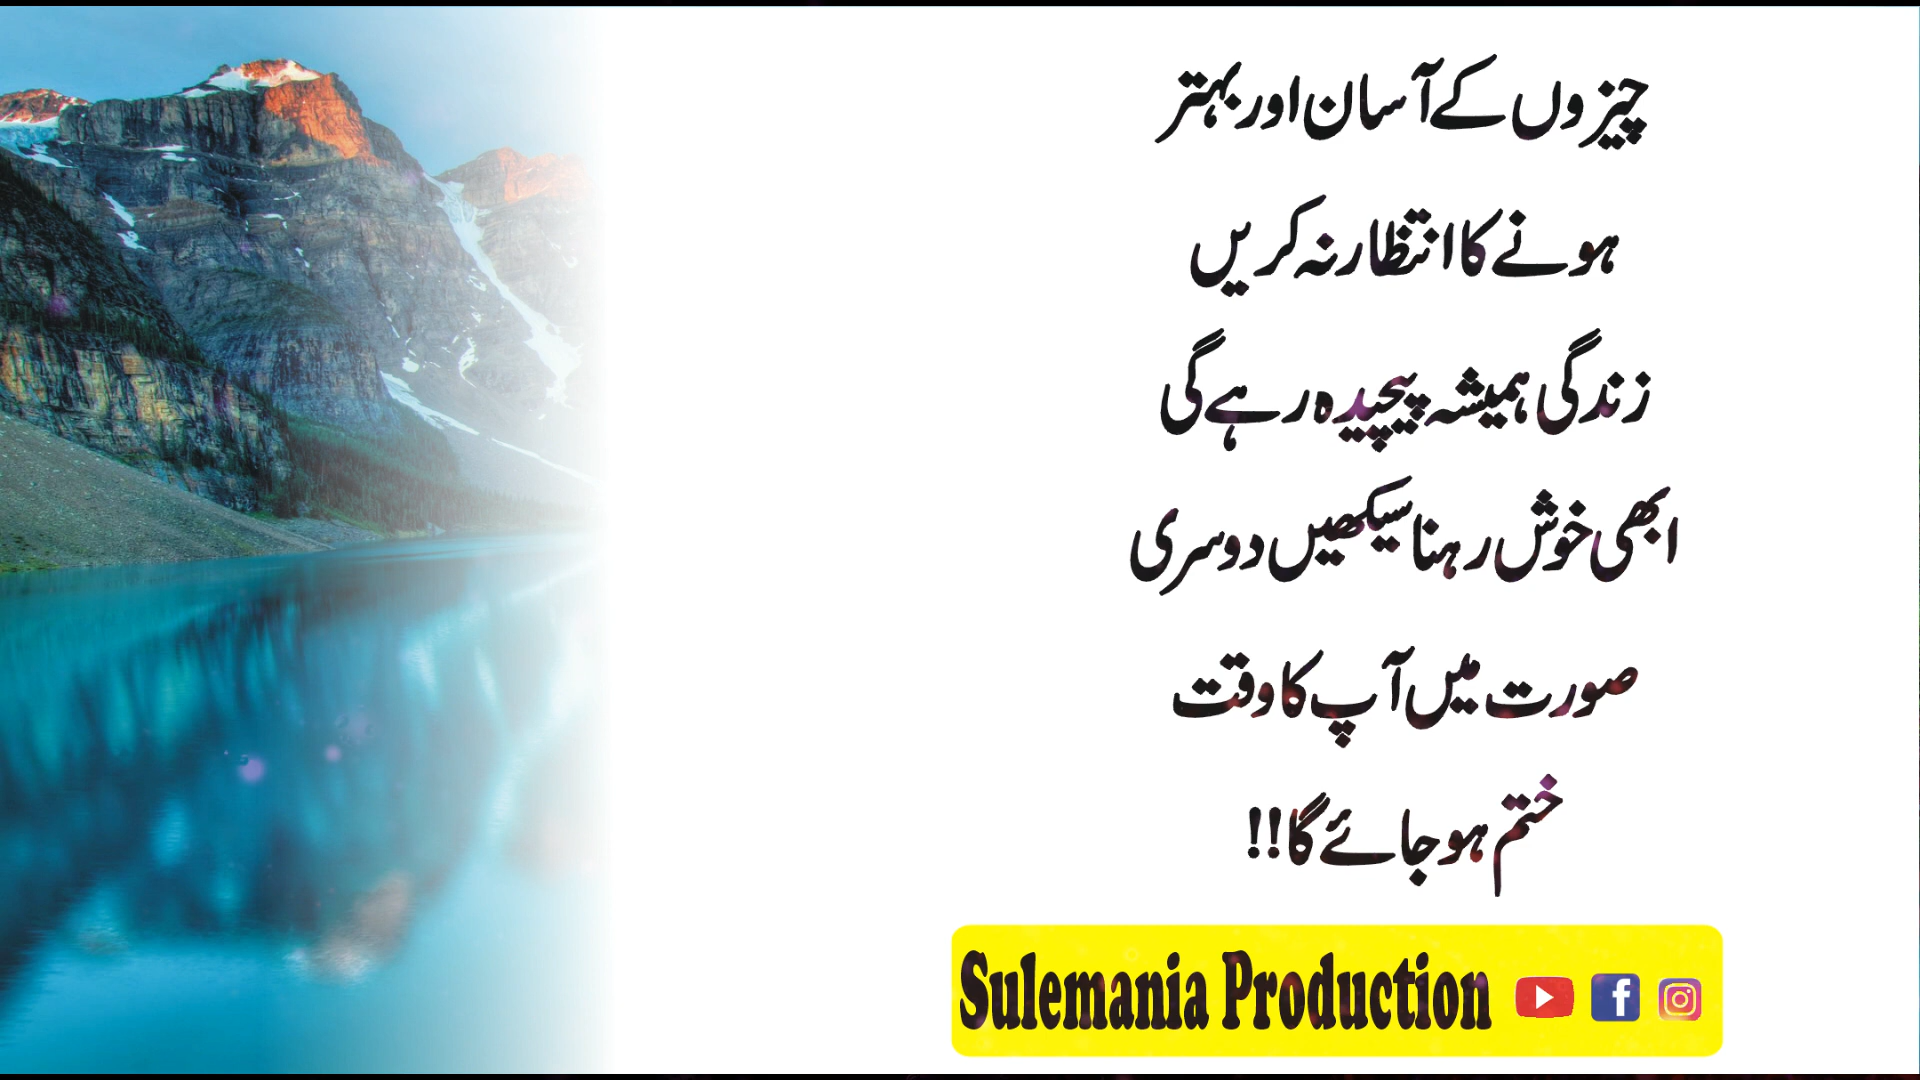 چیزوں کے آسان اور بہتر
ہونے کا انتظار نہ کریں
زندگی ہمیشہ پیچیدہ رہے گی
ابھی خوش رہنا سیکھیں دوسری
صورت میں آپ کا وقت
ختم ہو جائے گا!!
Sulemania Production